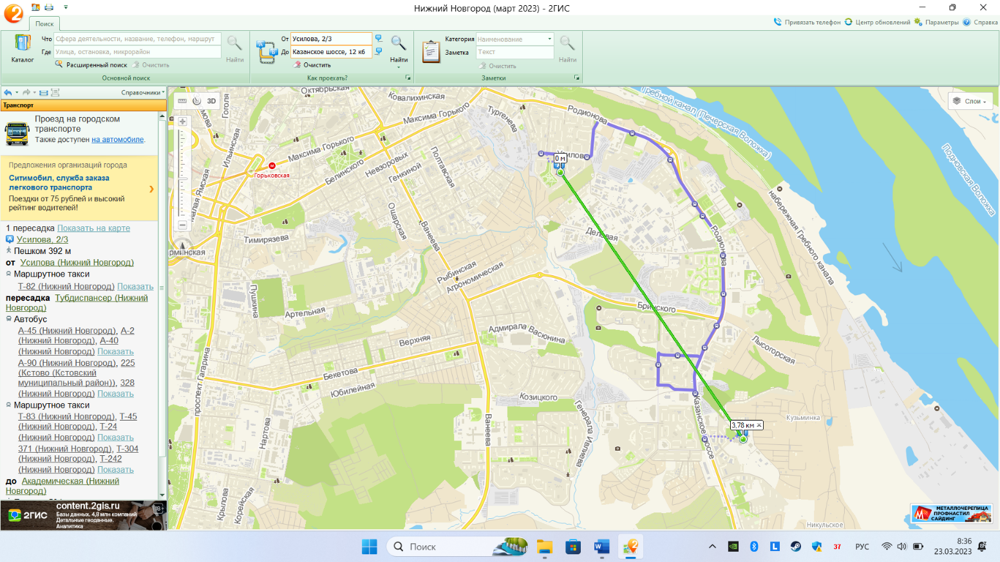 Нижний Новгород (март 2023) - 2ГИС
Поиск
Привязать телефон
Центр обновлений
Параметры
Справка
Каталог
Что
Сфера деятельности, название, телефон, маршрут
Где
Улица, остановка, микрорайон
Расширенный поиск
Очистить
Найти
Основной поиск
От
Усилова, 2/3
До
Казанское шоссе, 12 к6
Очистить
Найти
Как проехать?
Категория
Наименование
Заметка
Текст
Очистить
Найти
Заметки
Справочники
Транспорт
Проезд на городском
транспорте
Также доступен на автомобиле.
Предложения организаций города
Ситимобил, служба заказа
легкового транспорта
Поездки от 75 рублей и высокий
рейтинг водителей!
1 пересадка Показать на карте
Усилова, 2/3
Пешком 392 м
от Усилова (Нижний Новгород)
Маршрутное такси
Т-82 (Нижний Новгород) Показать
пересадка Тубдиспансер (Нижний
Новгород)
Автобус
А-45 (Нижний Новгород), А-2
(Нижний Новгород), А-40
(Нижний Новгород) Показать
А-90 (Нижний Новгород), 225
(Кстово (Кстовский
муниципальный район)), 328
(Нижний Новгород) Показать
Маршрутное такси
Т-83 (Нижний Новгород), Т-45
(Нижний Новгород), Т-24
(Нижний Новгород) Показать
371 (Нижний Новгород), Т-304
(Нижний Новгород), Т-242
(Нижний Новгород) Показать
до Академическая (Нижний
Новгород)
2ГИС
content.2gis.ru
Базы данных. 4,8 млн компаний
Детальные геоданные.
Аналитика
3D
Слои
Октябрьская
Ковалихинская
Гоголя
Максима Горького
Тургенева
Родионова
Гребной канал (Печерская Воложка)
Подновская Воложка
Ильинская
Максима Горького
Белинского
Невзоровых
Генкиной
Полтавская
Горьковская
Малая Ямская
0 м
Ошарская
Ванеева
Тимирязева
Деловая
Родионова
набережная Гребного канала
Рыбинская
Агрономическая
Пушкина
Артельная
Бринского
Адмирала Васюнина
Верхняя
Лысогорская
Бекетова
Юбилейная
проспект Гагарина
Козицкого
Казанское шоссе
Кузьминка
3,78 км
Генерала Ивлиева
Нартова
Ванеева
Крылова
Корейская
Никульское
МЕТАЛЛОЧЕРЕПИЦА
ПРОФНАСТИЛ
САЙДИНГ
Поиск
37
РУС
8:36
23.03.2023